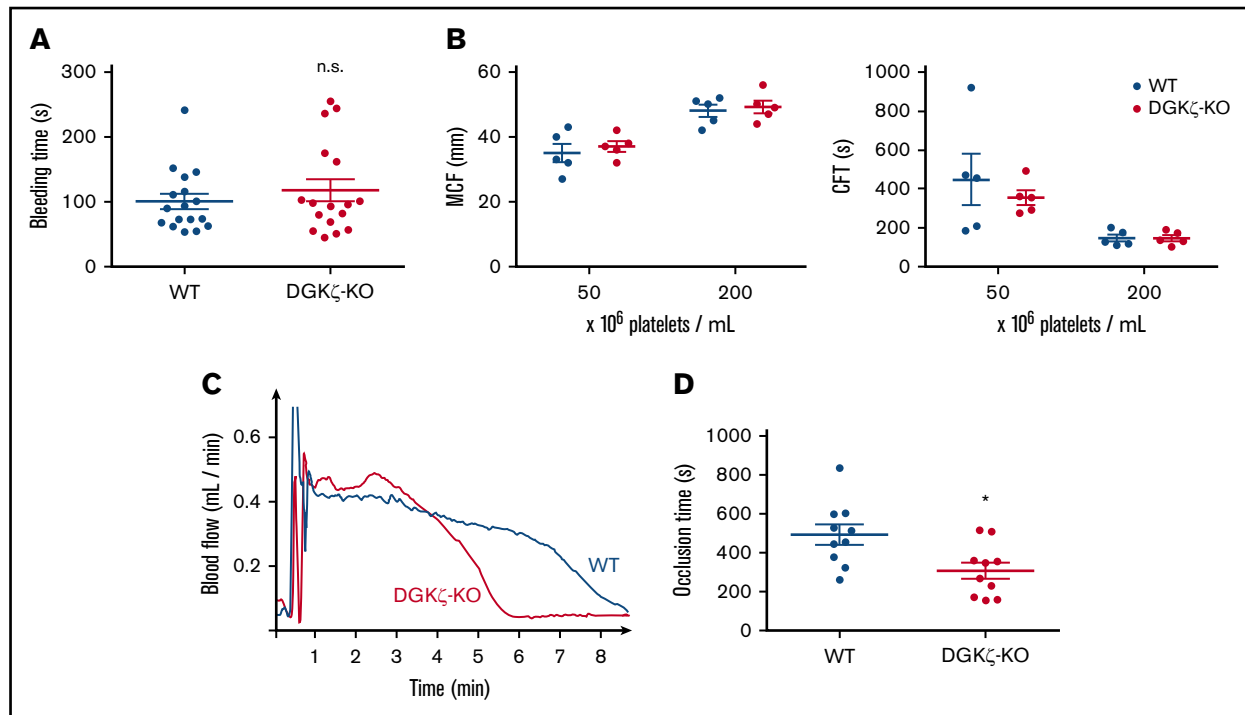 A
Bleeding time (s)
300
200
100
0
n.s.
WT
DGKζ-KO
B
MCF (mm)
60
40
20
0
50
200
x 10⁶ platelets / mL
CFT (s)
1000
800
600
400
200
0
WT
DGKζ-KO
50
200
x 10⁶ platelets / mL
C
Blood flow (mL / min)
0.6
0.4
0.2
WT
DGKζ-KO
1 2 3 4 5 6 7 8
Time (min)
D
Occlusion time (s)
1000
800
600
400
200
0
*
WT
DGKζ-KO